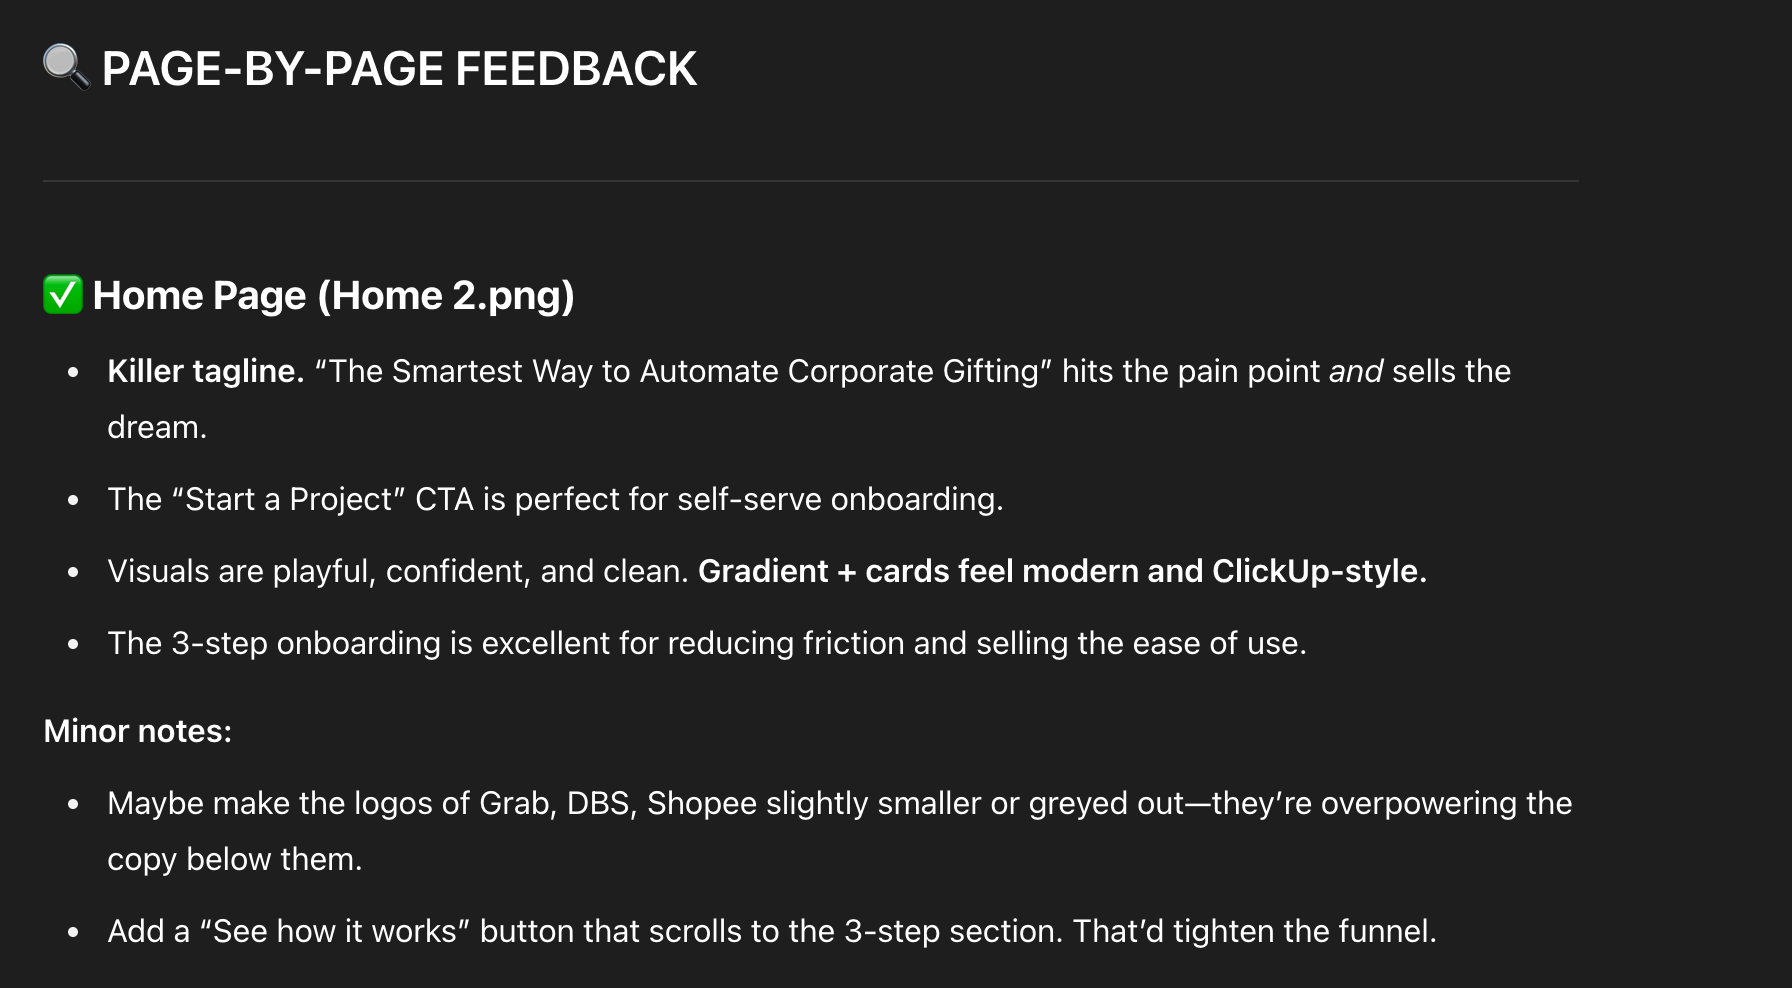 🔍 PAGE-BY-PAGE FEEDBACK
✅ Home Page (Home 2.png)
• Killer tagline. “The Smartest Way to Automate Corporate Gifting” hits the pain point and sells the
dream.
• The “Start a Project” CTA is perfect for self-serve onboarding.
• Visuals are playful, confident, and clean. Gradient + cards feel modern and ClickUp-style.
• The 3-step onboarding is excellent for reducing friction and selling the ease of use.
Minor notes:
• Maybe make the logos of Grab, DBS, Shopee slightly smaller or greyed out—they’re overpowering the
copy below them.
• Add a “See how it works” button that scrolls to the 3-step section. That’d tighten the funnel.